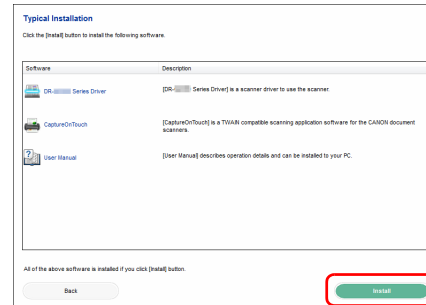 Typical Installation
Click the [Install] button to install the following software.
Software Description
DR- Series Driver [DR- Series Driver] is a scanner driver to use the scanner.
CaptureOnTouch [CaptureOnTouch] is a TWAIN compatible scanning application software for the CANON document
scanners.
User Manual [User Manual] describes operation details and can be installed to your PC.
All of the above software is installed if you click [Install] button.
Back Install